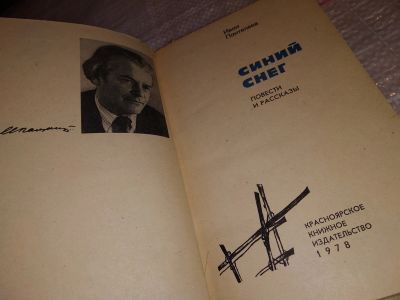 Иван
Пантелеев
СИНИЙ
СНЕГ
ПОВЕСТИ
И РАССКАЗЫ
КРАСНОЯРСКОЕ
КНИЖНОЕ
ИЗДАТЕЛЬСТВО
1978